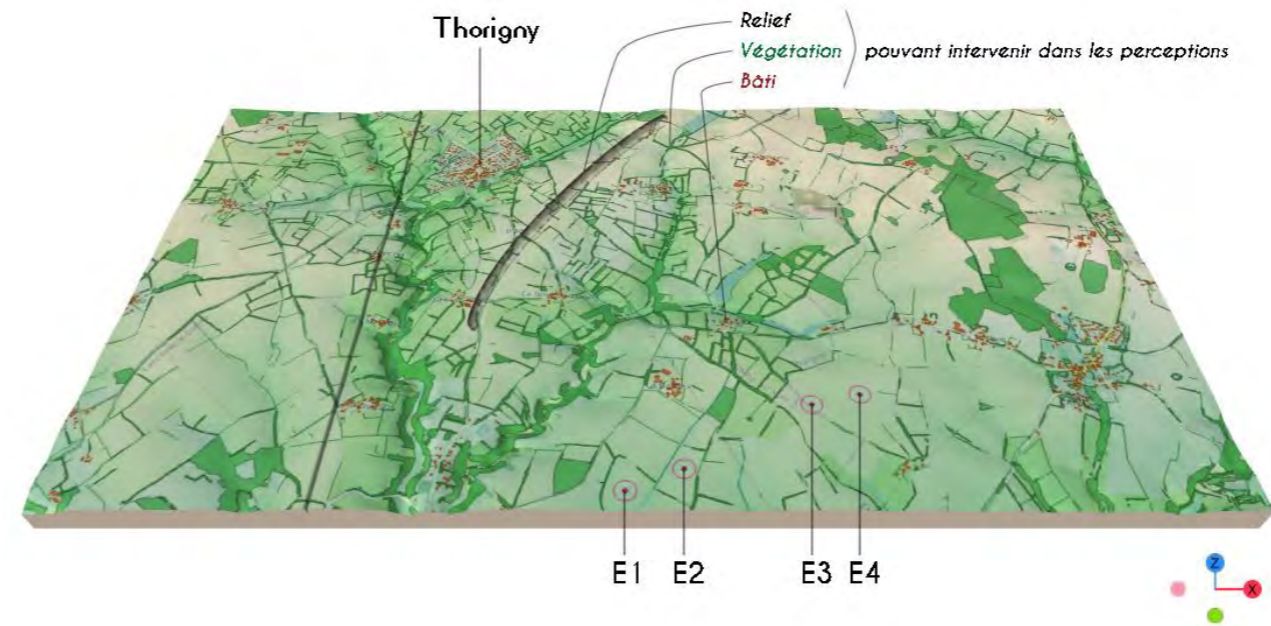 Thorigny
Relief
Végétation
pouvant intervenir dans les perceptions
Bâti
E1
E2
E3
E4
Z
X